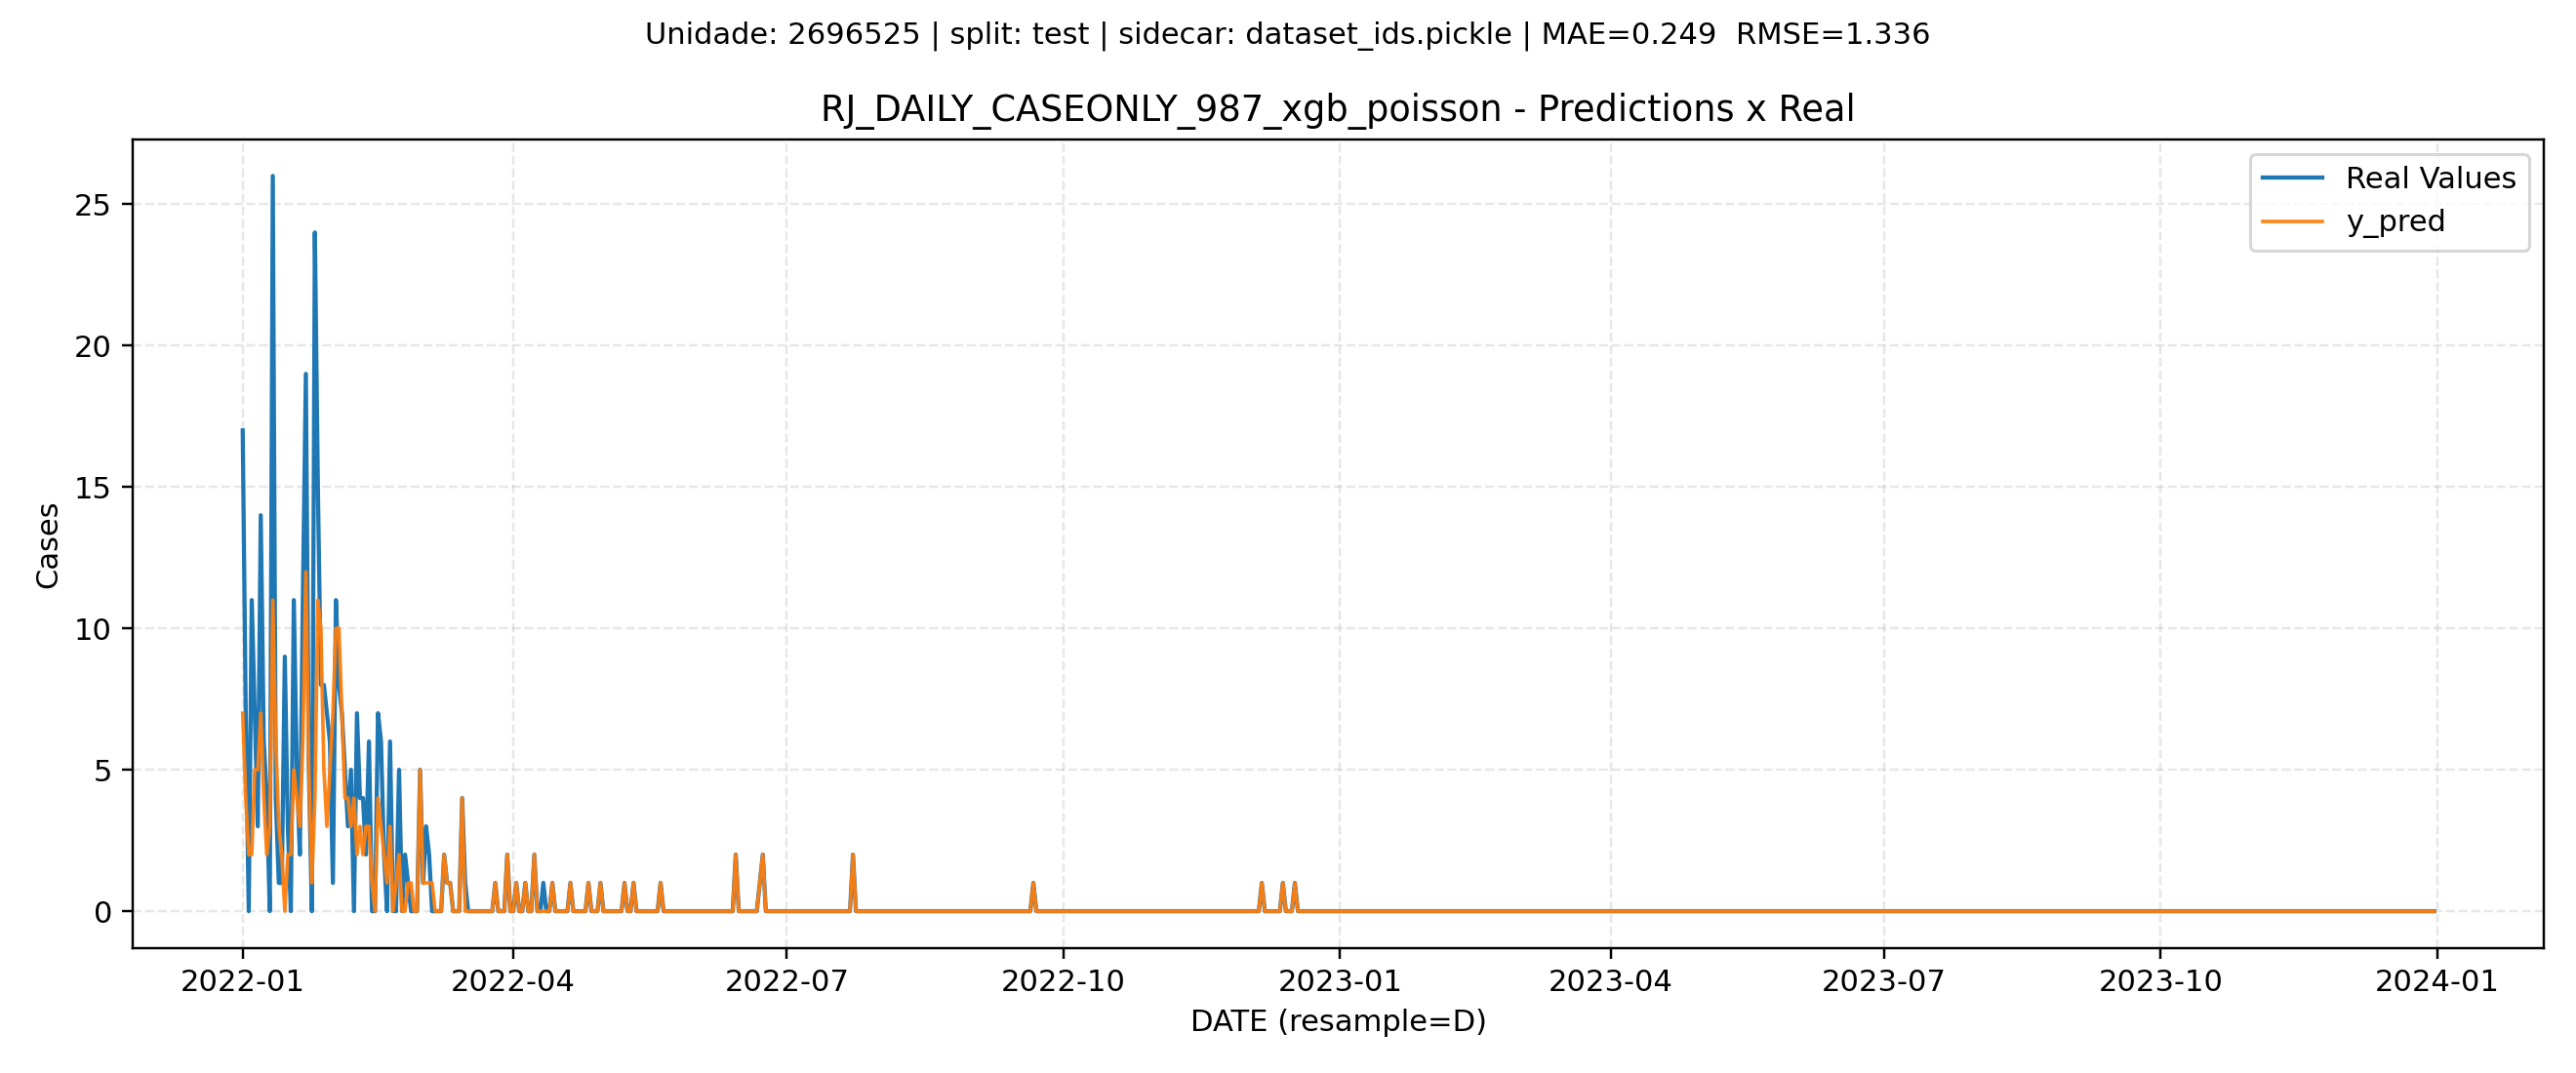 Unidade: 2696525 | split: test | sidecar: dataset_ids.pickle | MAE=0.249  RMSE=1.336
RJ_DAILY_CASEONLY_987_xgb_poisson - Predictions x Real
Real Values
y_pred
Cases
25
20
15
10
5
0
2022-01 2022-04 2022-07 2022-10 2023-01 2023-04 2023-07 2023-10 2024-01
DATE (resample=D)